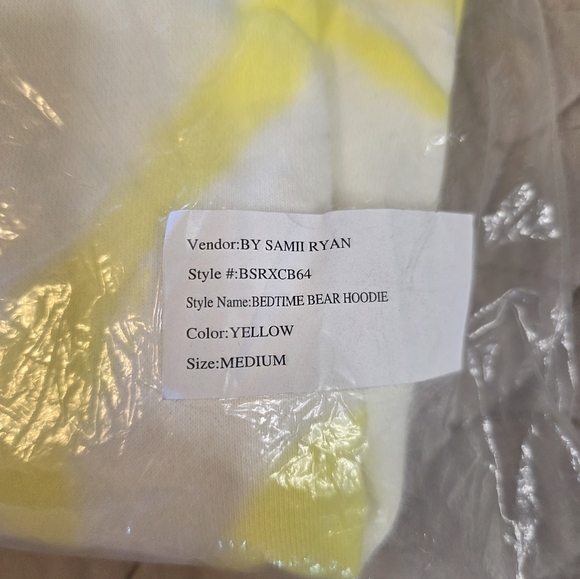 Vendor:BY SAMII RYAN
Style #:BSRXCB64
Style Name:BEDTIME BEAR HOODIE
Color:YELLOW
Size:MEDIUM